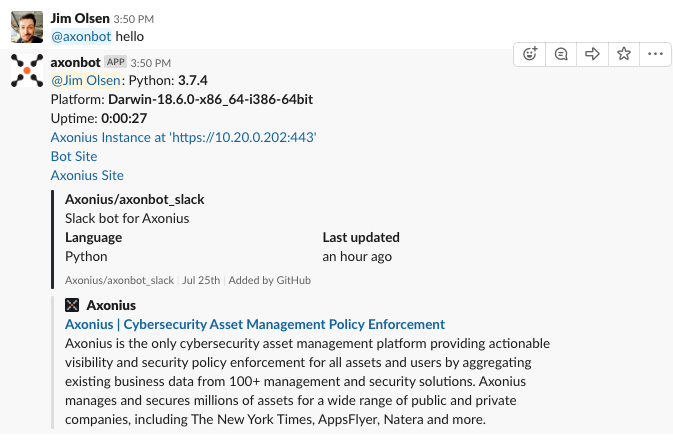 Jim Olsen 3:50 PM
@axonbot hello
axonbot APP 3:50 PM
@Jim Olsen: Python: 3.7.4
Platform: Darwin-18.6.0-x86_64-i386-64bit
Uptime: 0:00:27
Axonius Instance at 'https://10.20.0.202:443'
Bot Site
Axonius Site
Axonius/axonbot_slack
Slack bot for Axonius
Language Last updated
Python an hour ago
Axonius/axonbot_slack | Jul 25th | Added by GitHub
Axonius
Axonius | Cybersecurity Asset Management Policy Enforcement
Axonius is the only cybersecurity asset management platform providing actionable
visibility and security policy enforcement for all assets and users by aggregating
existing business data from 100+ management and security solutions. Axonius
manages and secures millions of assets for a wide range of public and private
companies, including The New York Times, AppsFlyer, Natera and more.